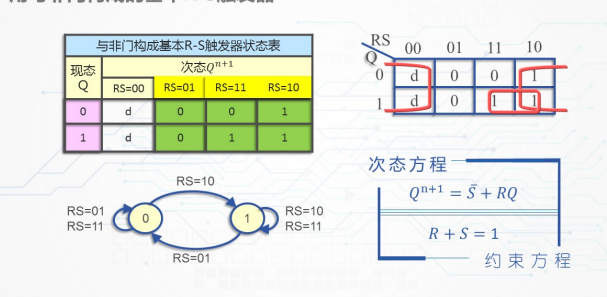 与非门构成基本R-S触发器状态表
现态
Q
次态Qⁿ⁺¹
RS=00 RS=01 RS=11 RS=10
0 d 0 0 1
1 d 0 1 1
RS
Q
00 01 11 10
0 d 0 0 1
1 d 0 1 1
RS=10
RS=01
RS=11
0
1
RS=10
RS=11
RS=01
次态方程
Qⁿ⁺¹ = S̄ + RQ
R + S = 1
约束方程